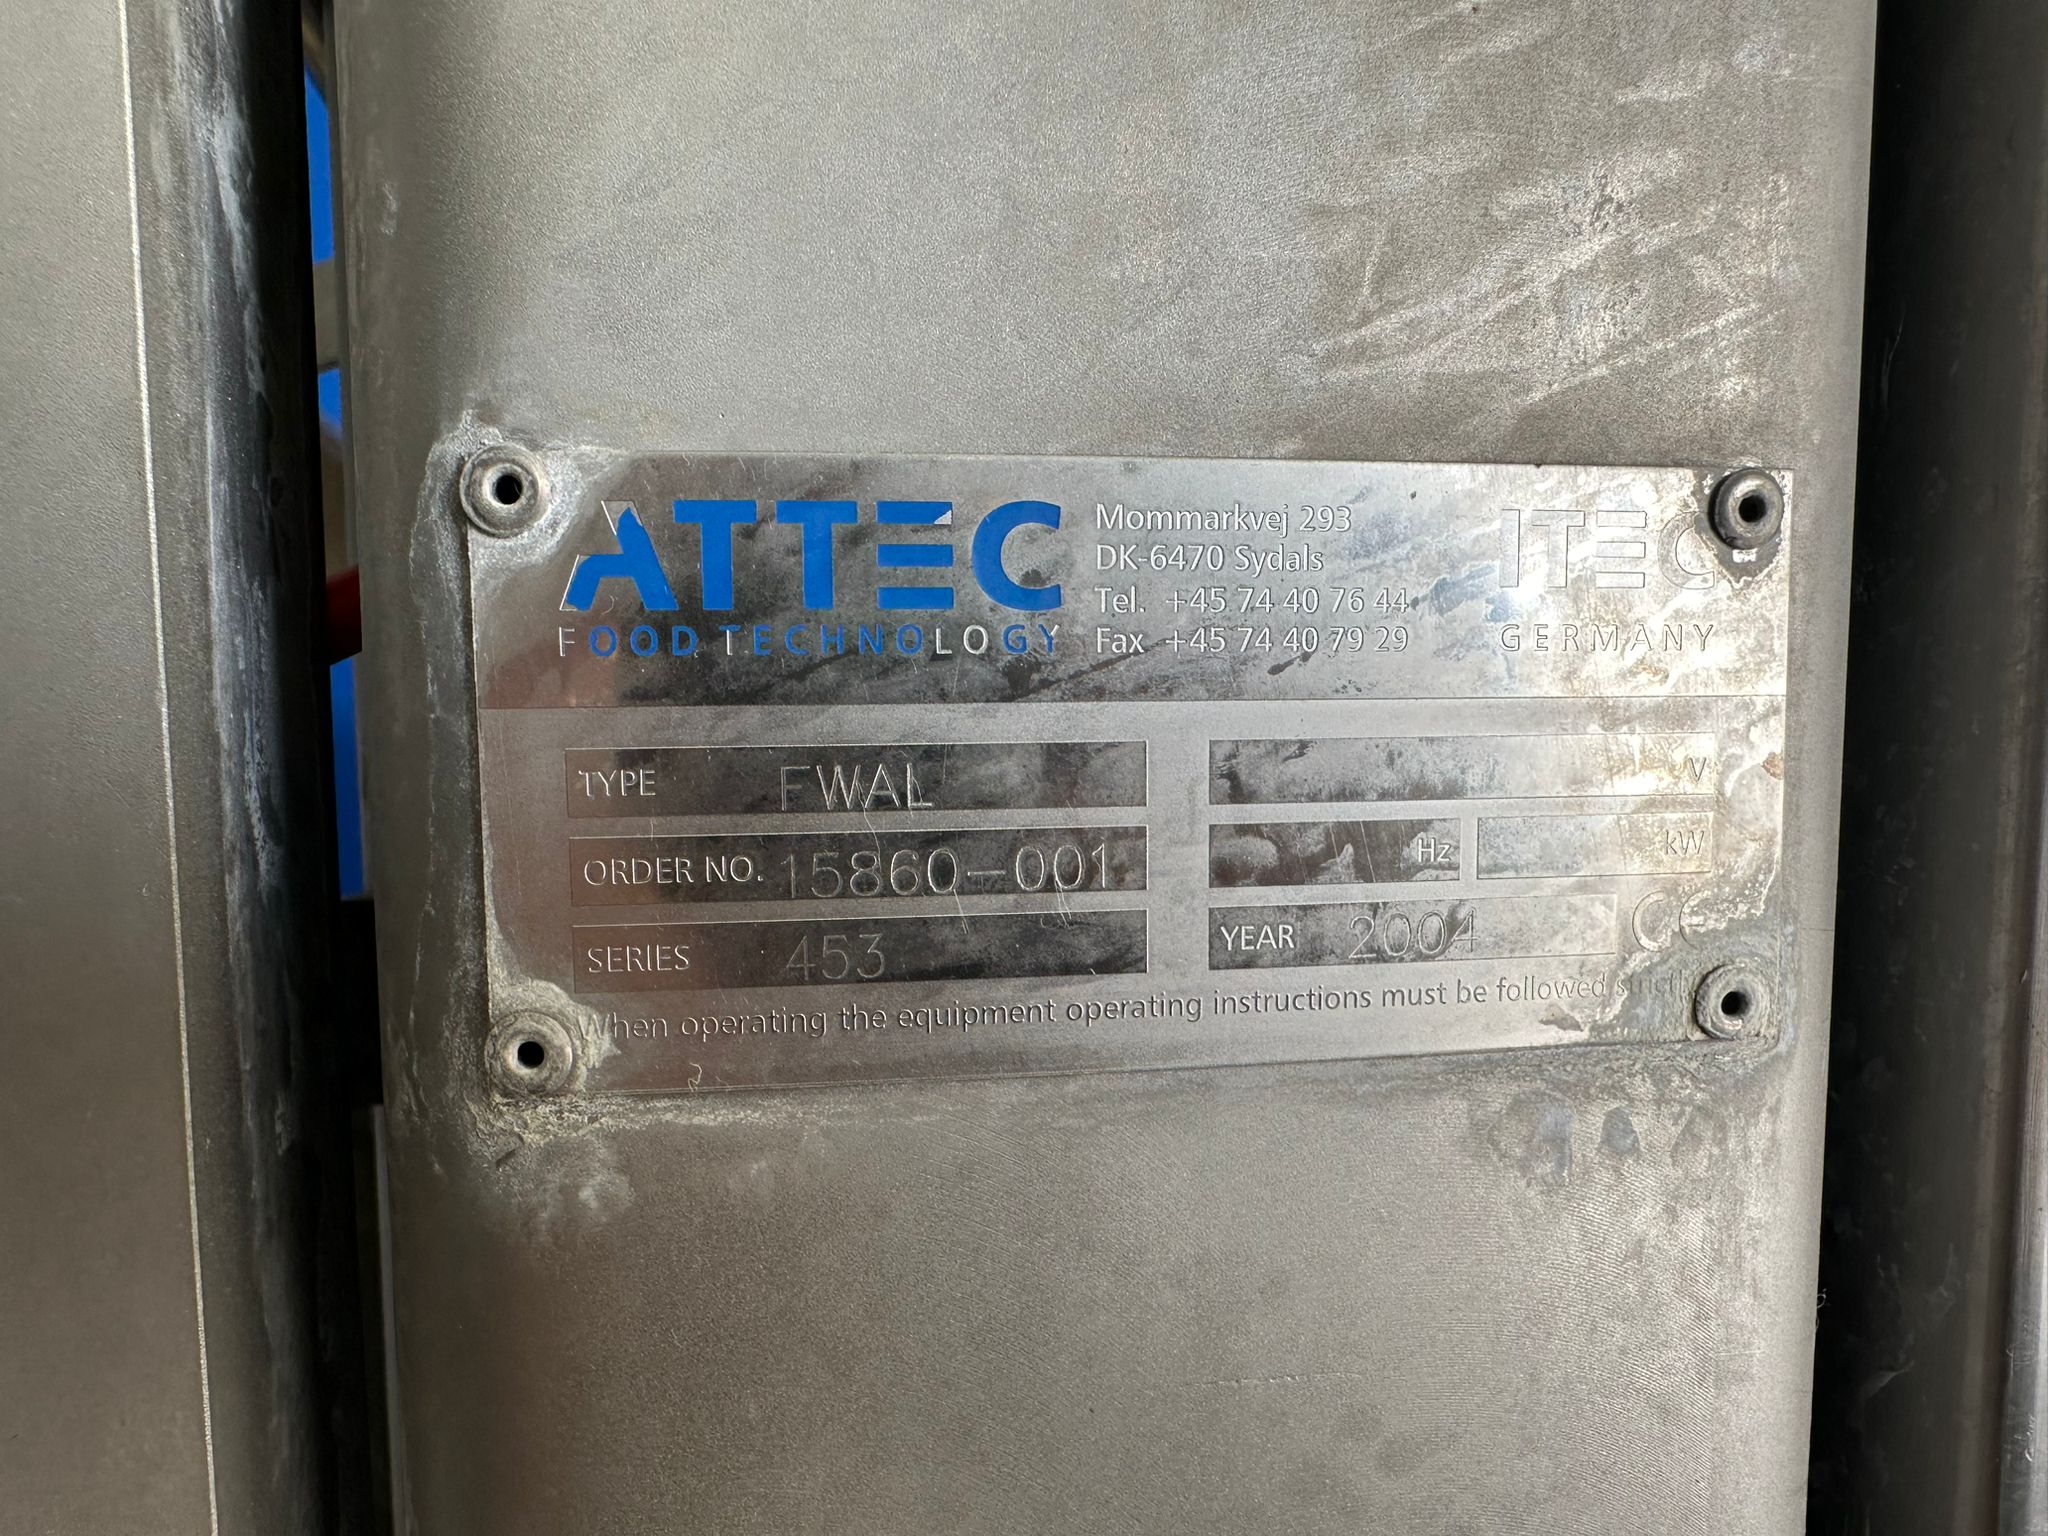 ATTEC
FOOD TECHNOLOGY
Mommarkvej 293
DK-6470 Sydals
Tel. +45 74 40 76 44
Fax +45 74 40 79 29
ITEC
GERMANY
TYPE FWAL
V
ORDER NO. 15860-001
Hz
kW
SERIES 453
YEAR 2004
CE
When operating the equipment operating instructions must be followed